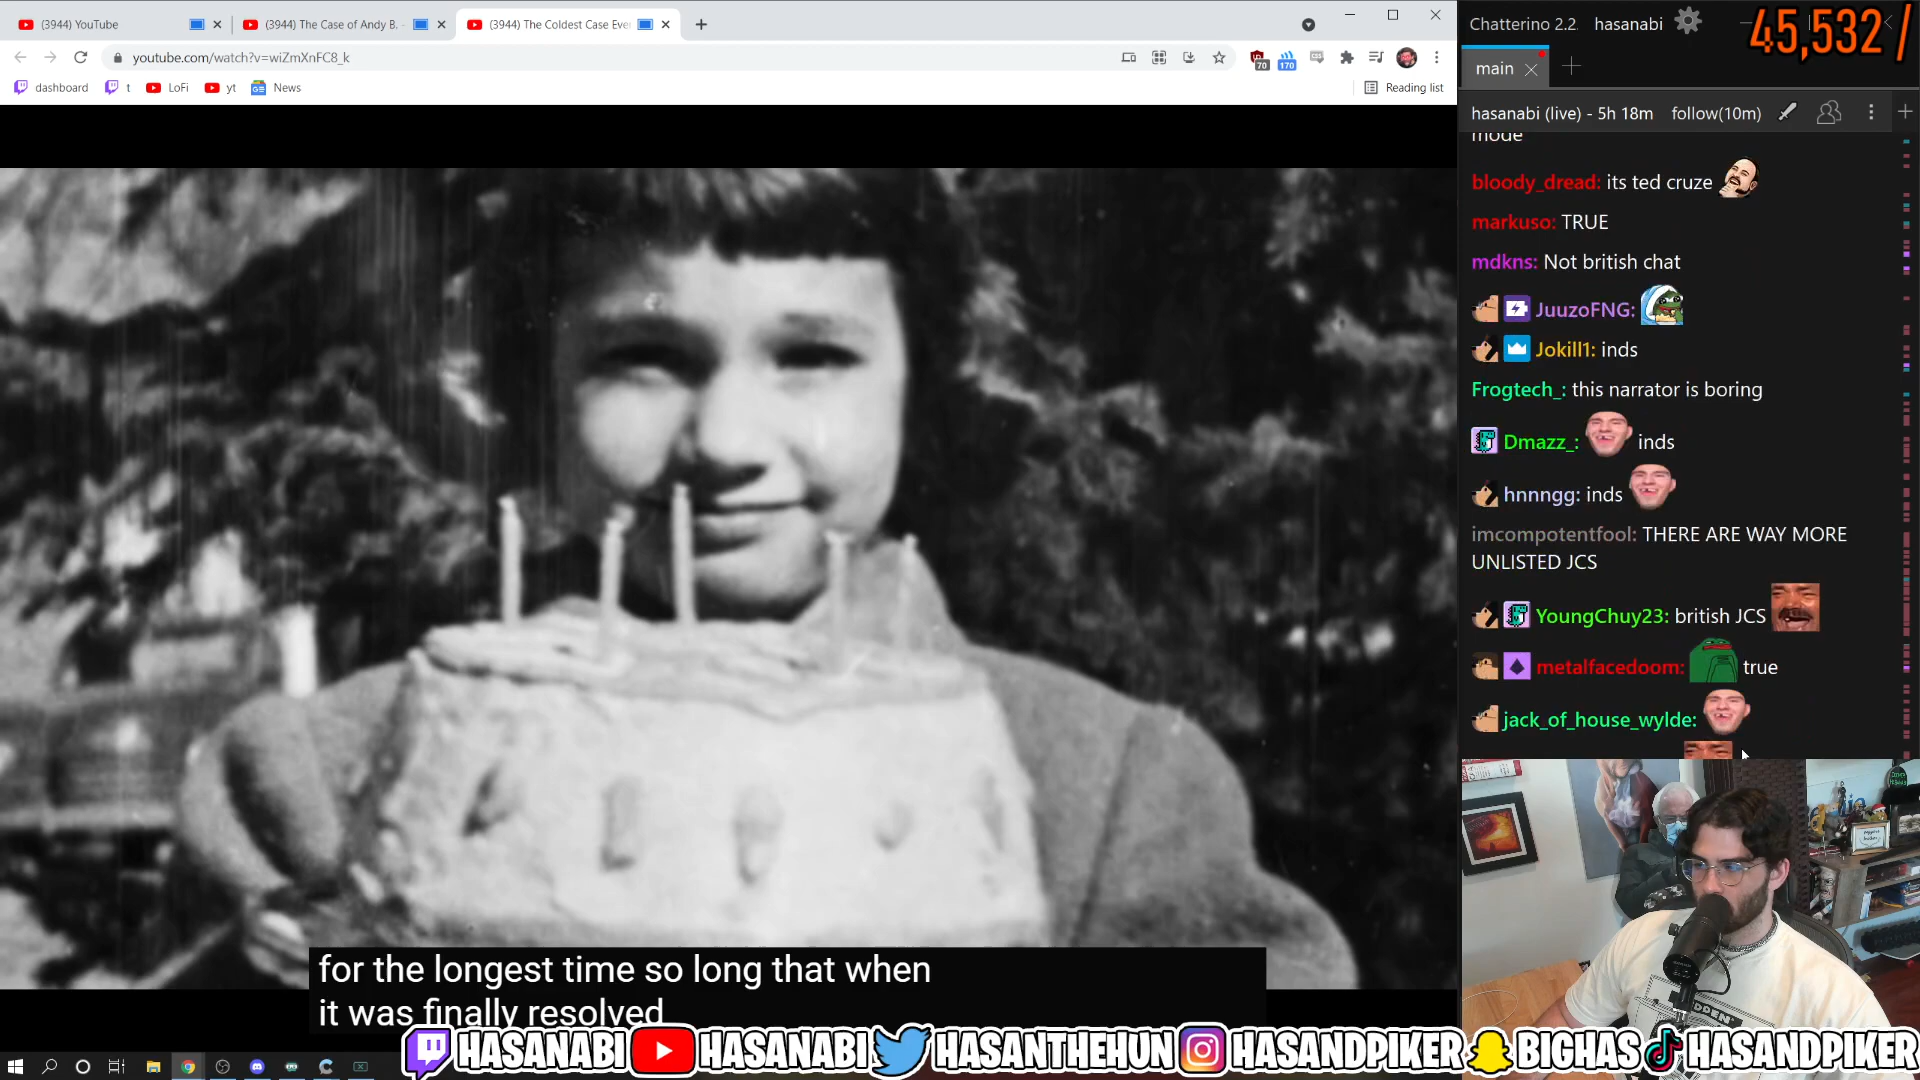 (3944) YouTube
(3944) The Case of Andy B.
(3944) The Coldest Case Eve
youtube.com/watch?v=wiZmXnFC8_k
70
170
dashboard
t
LoFi
yt
News
Reading list
for the longest time so long that when
it was finally resolved
Chatterino 2.2
hasanabi
45,532 /
main
hasanabi (live) - 5h 18m
follow(10m)
mode
bloody_dread: its ted cruze
markuso: TRUE
mdkns: Not british chat
JuuzoFNG:
Jokill1: inds
Frogtech_: this narrator is boring
Dmazz_: inds
hnnngg: inds
imcompotentfool: THERE ARE WAY MORE
UNLISTED JCS
YoungChuy23: british JCS
metalfacedoom: true
jack_of_house_wylde:
HASANABI
HASANABI
HASANTHEHUN
HASANDPIKER
BIGHAS
HASANDPIKER